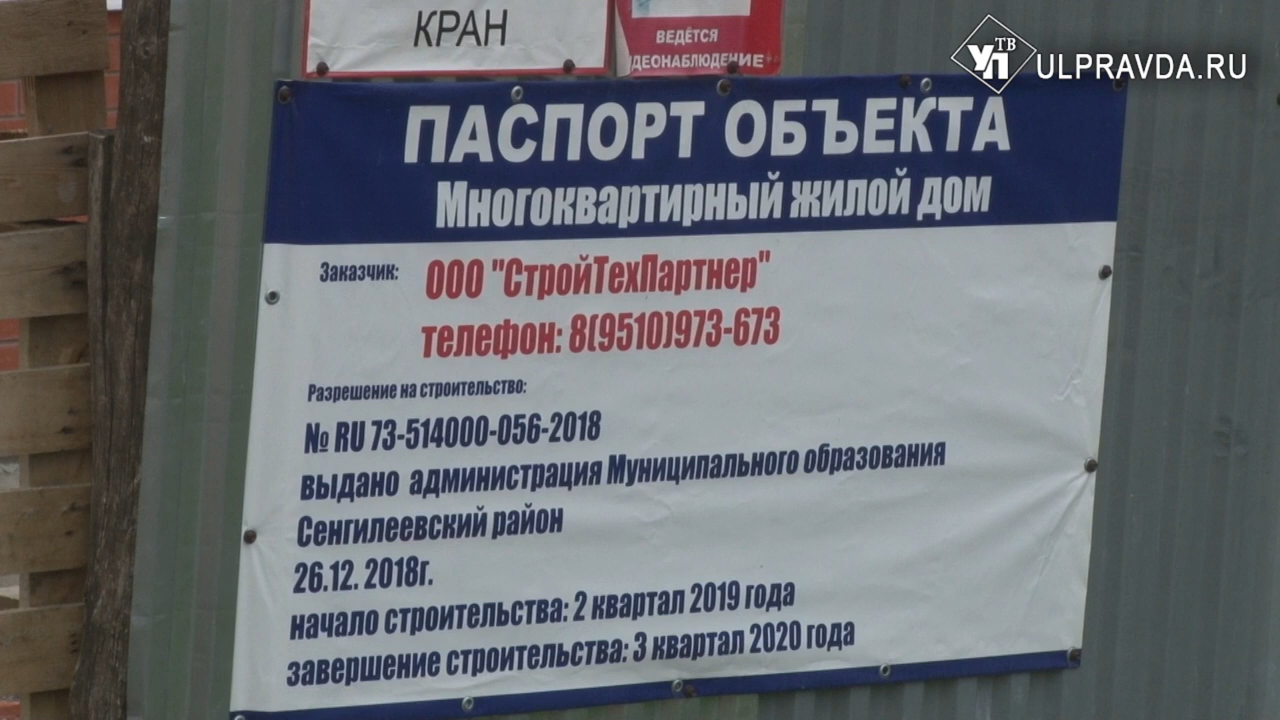 КРАН
ВЕДЁТСЯ
ИДЕОНАБЛЮДЕНИЕ
УП ТВ ULPRAVDA.RU
ПАСПОРТ ОБЪЕКТА
Многоквартирный жилой дом
Заказчик: ООО "СтройТехПартнер"
телефон: 8(9510)973-673
Разрешение на строительство:
№ RU 73-514000-056-2018
выдано администрация Муниципального образования
Сенгилеевский район
26.12. 2018г.
начало строительства: 2 квартал 2019 года
завершение строительства: 3 квартал 2020 года